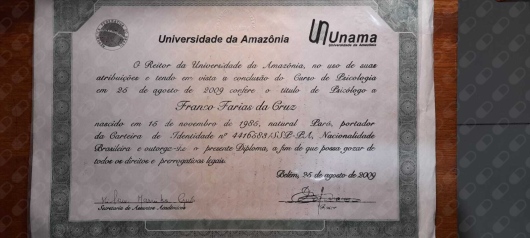 Universidade da Amazônia
Unama
Universidade da Amazônia
O Reitor da Universidade da Amazônia, no uso de suas
atribuições e tendo em vista a conclusão do Curso de Psicologia
em 25 de agosto de 2009 confere o título de Psicólogo a
Franco Farias da Cruz
nascido em 15 de novembro de 1985, natural Pará, portador
da Carteira de Identidade nº 4416583/SSP-PA, Nacionalidade
Brasileira e outorga-lhe o presente Diploma, a fim de que possa gozar de
todos os direitos e prerrogativas legais.
Belém, 25 de agosto de 2009
Secretaria de Assuntos Acadêmicos
Reitor